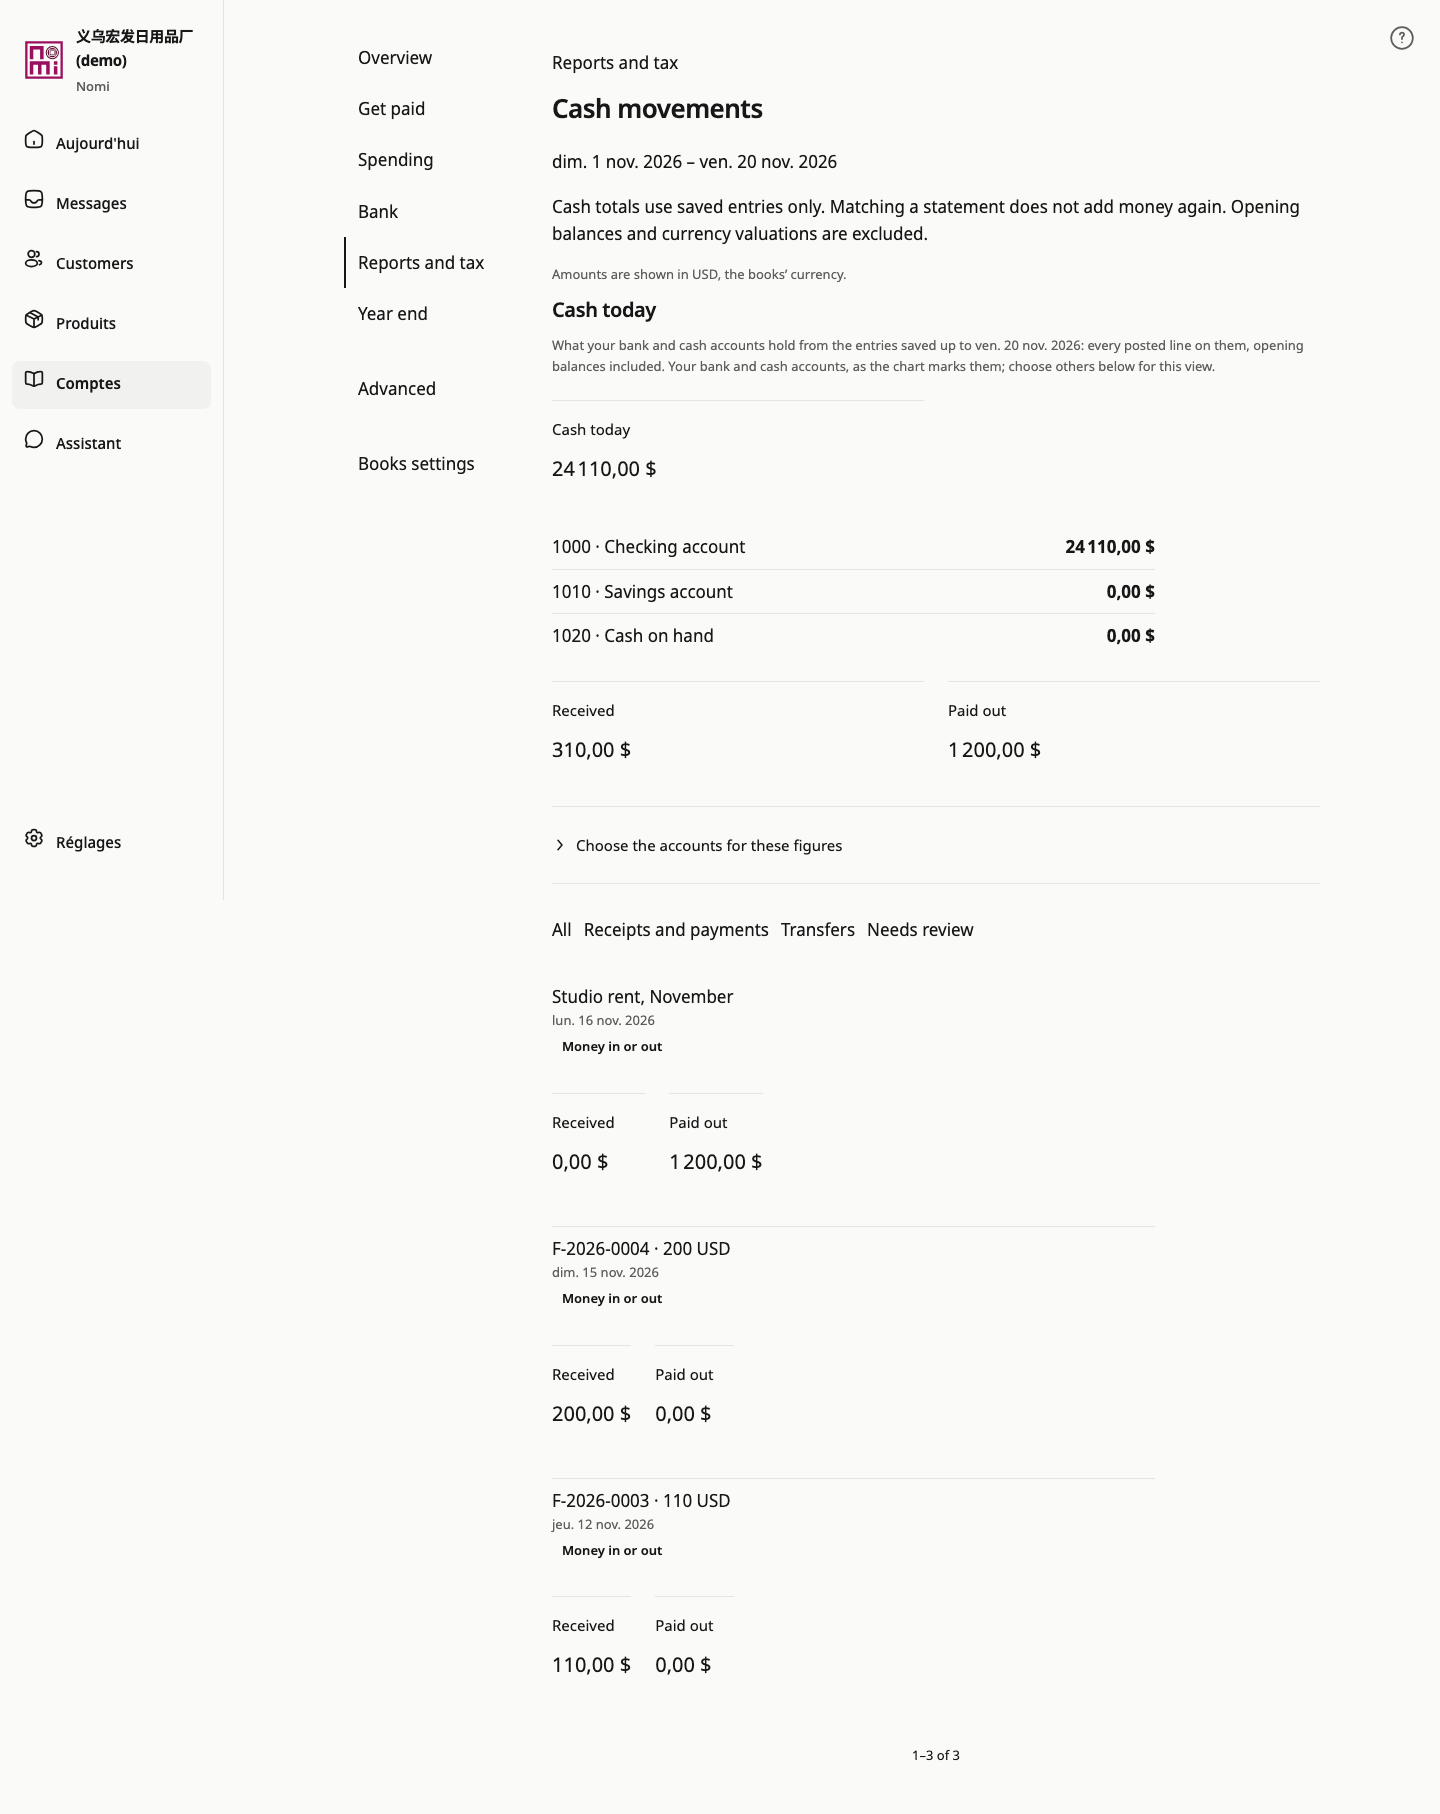 义乌宏发日用品厂
(demo)
Nomi
Aujourd'hui
Messages
Customers
Produits
Comptes
Assistant
Réglages
Overview
Get paid
Spending
Bank
Reports and tax
Year end
Advanced
Books settings
Reports and tax
Cash movements
dim. 1 nov. 2026 – ven. 20 nov. 2026
Cash totals use saved entries only. Matching a statement does not add money again. Opening
balances and currency valuations are excluded.
Amounts are shown in USD, the books’ currency.
Cash today
What your bank and cash accounts hold from the entries saved up to ven. 20 nov. 2026: every posted line on them, opening
balances included. Your bank and cash accounts, as the chart marks them; choose others below for this view.
Cash today
24 110,00 $
1000 · Checking account 24 110,00 $
1010 · Savings account 0,00 $
1020 · Cash on hand 0,00 $
Received Paid out
310,00 $ 1 200,00 $
Choose the accounts for these figures
All Receipts and payments Transfers Needs review
Studio rent, November
lun. 16 nov. 2026
Money in or out
Received Paid out
0,00 $ 1 200,00 $
F-2026-0004 · 200 USD
dim. 15 nov. 2026
Money in or out
Received Paid out
200,00 $ 0,00 $
F-2026-0003 · 110 USD
jeu. 12 nov. 2026
Money in or out
Received Paid out
110,00 $ 0,00 $
1–3 of 3